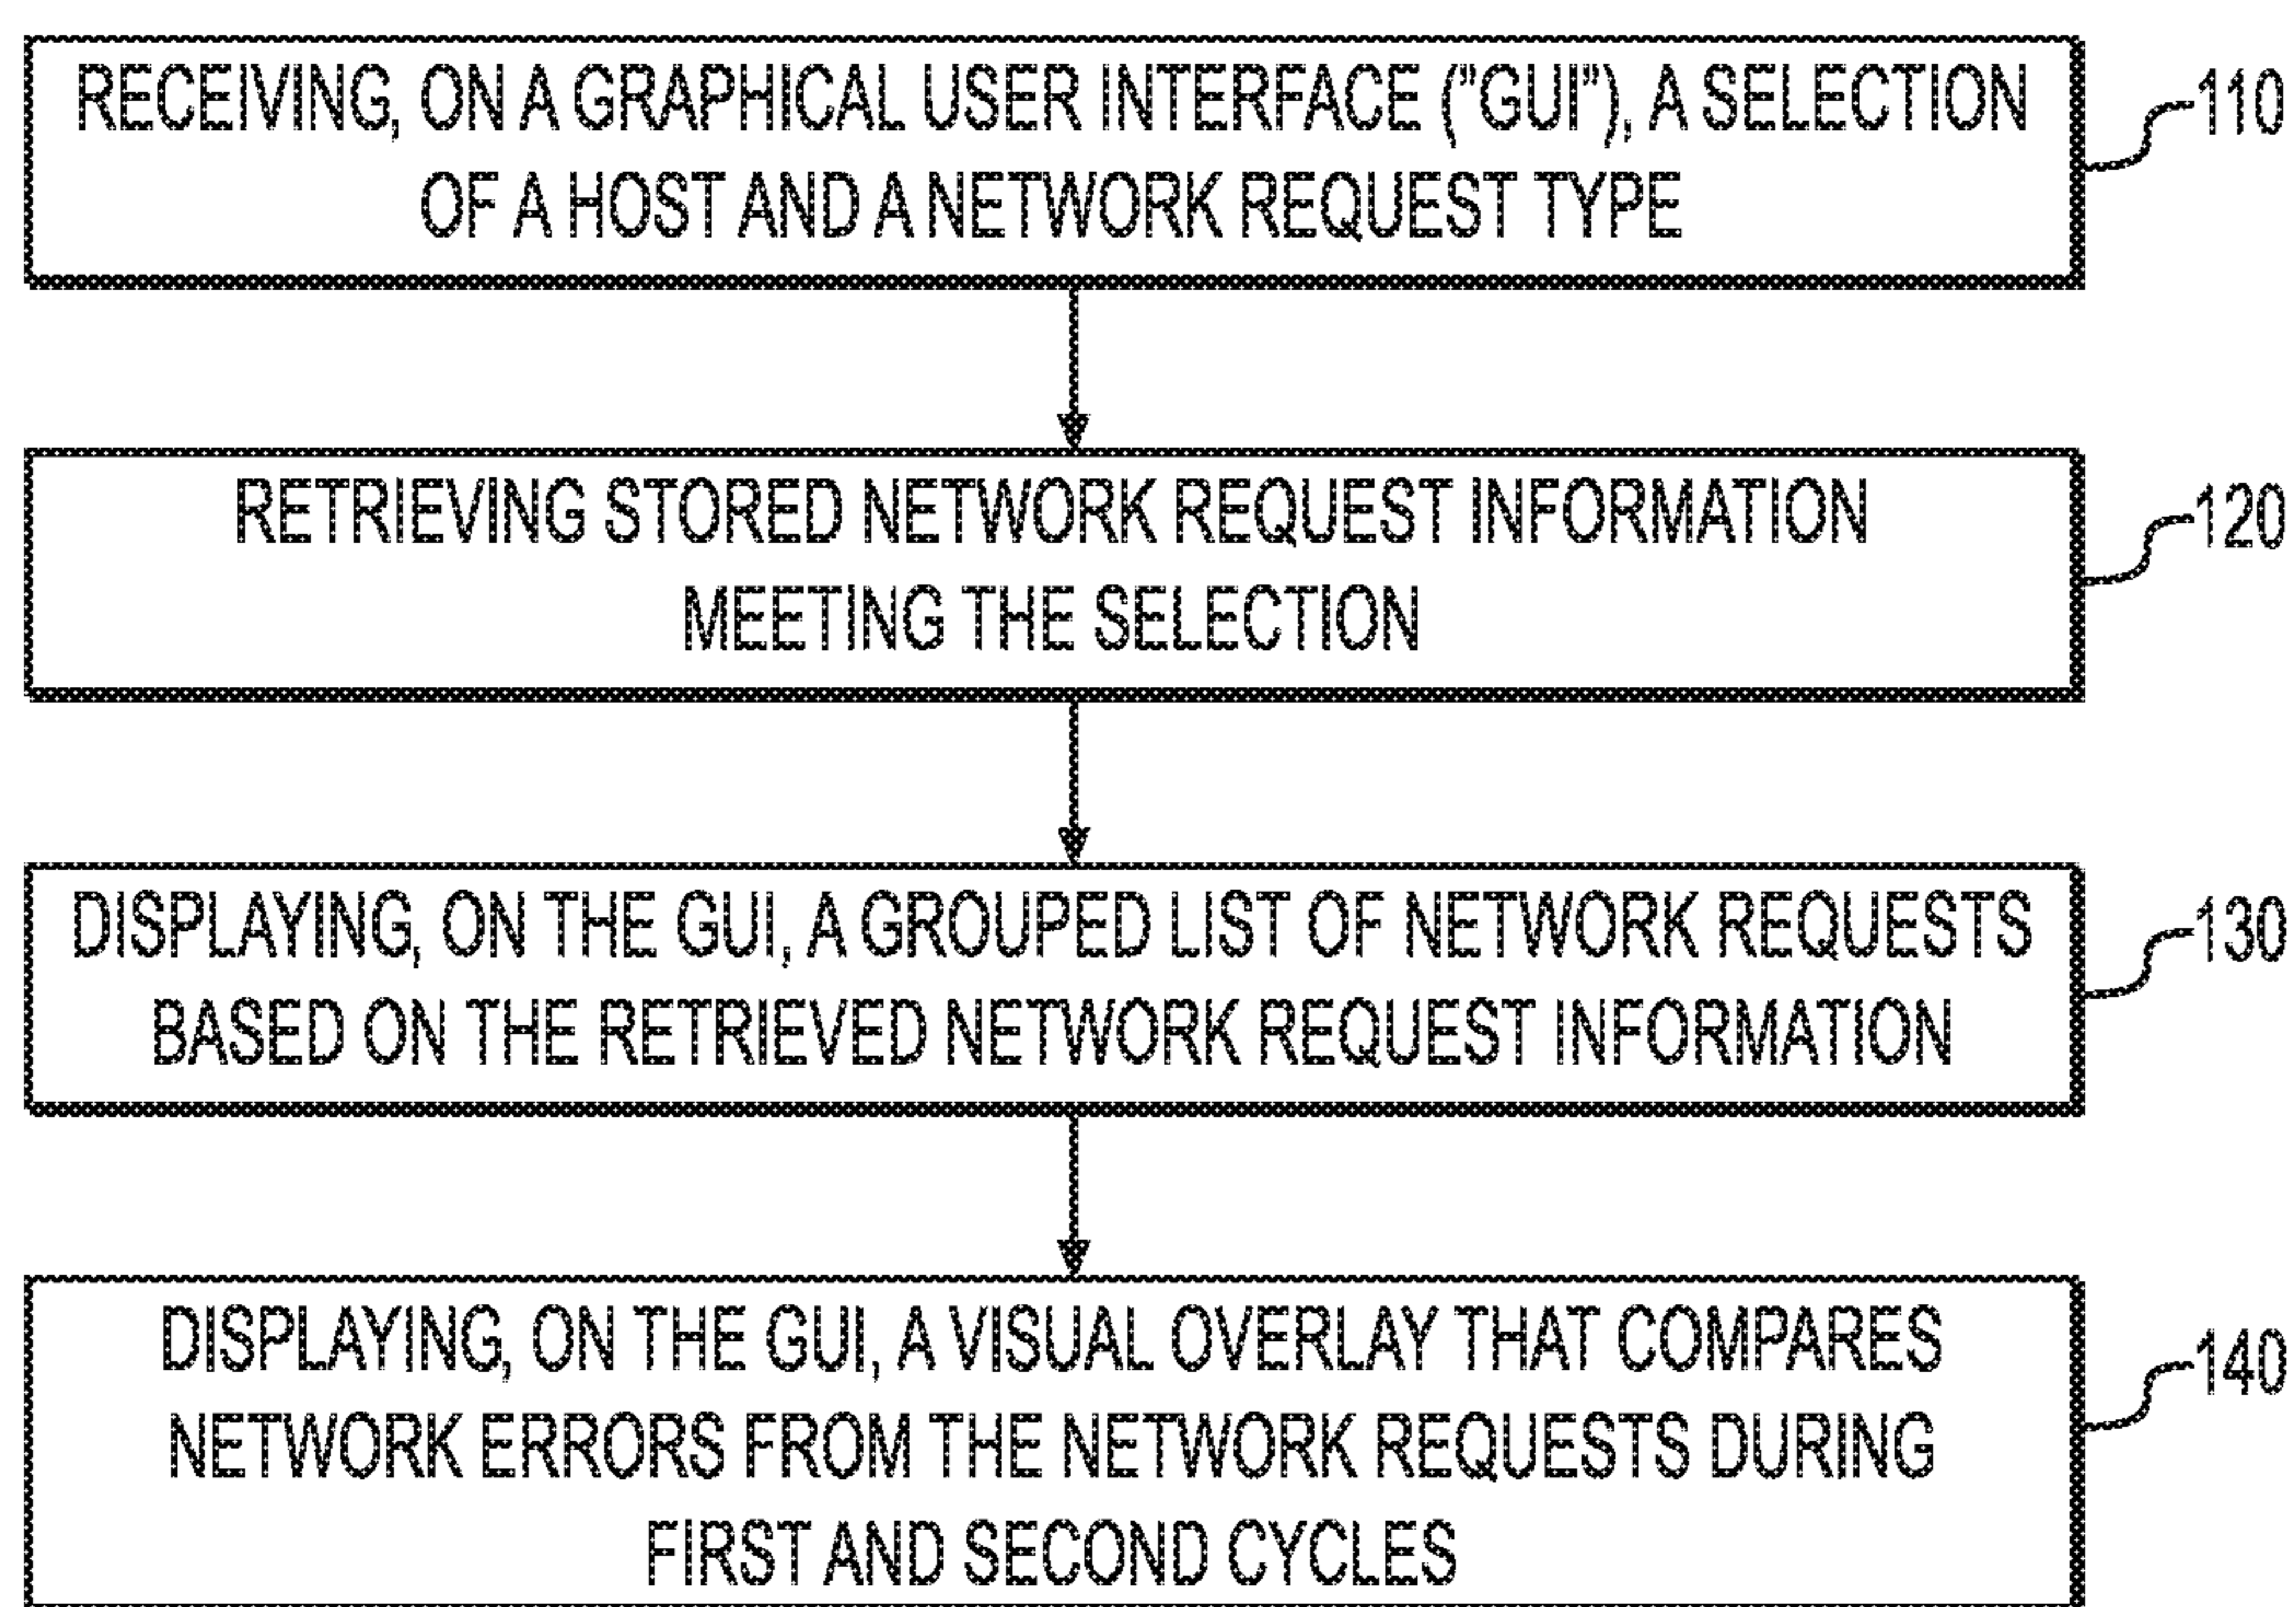 RECEIVING, ON A GRAPHICAL USER INTERFACE ("GUI"), A SELECTION
OF A HOST AND A NETWORK REQUEST TYPE
110
RETRIEVING STORED NETWORK REQUEST INFORMATION
MEETING THE SELECTION
120
DISPLAYING, ON THE GUI, A GROUPED LIST OF NETWORK REQUESTS
BASED ON THE RETRIEVED NETWORK REQUEST INFORMATION
130
DISPLAYING, ON THE GUI, A VISUAL OVERLAY THAT COMPARES
NETWORK ERRORS FROM THE NETWORK REQUESTS DURING
FIRST AND SECOND CYCLES
140